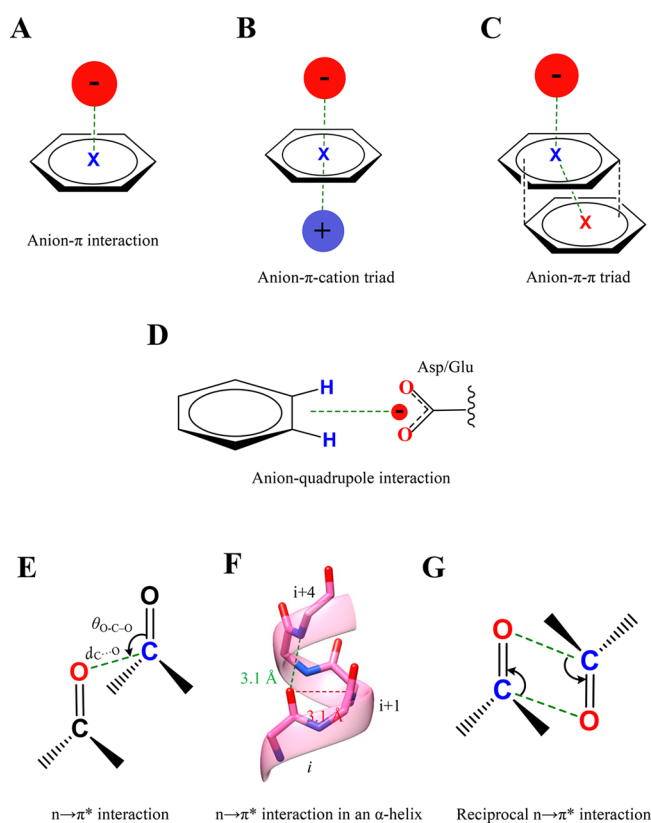 A
B
C
-
-
-
X
X
X
X
+
Anion-π interaction
Anion-π-cation triad
Anion-π-π triad
D
Asp/Glu
H
H
O
-
O
Anion-quadrupole interaction
E
F
G
O
θO-C-O
dC···O
O
C
C
i+4
3.1 Å
3.1 Å
i+1
i
O
C
C
O
n→π* interaction
n→π* interaction in an α-helix
Reciprocal n→π* interaction